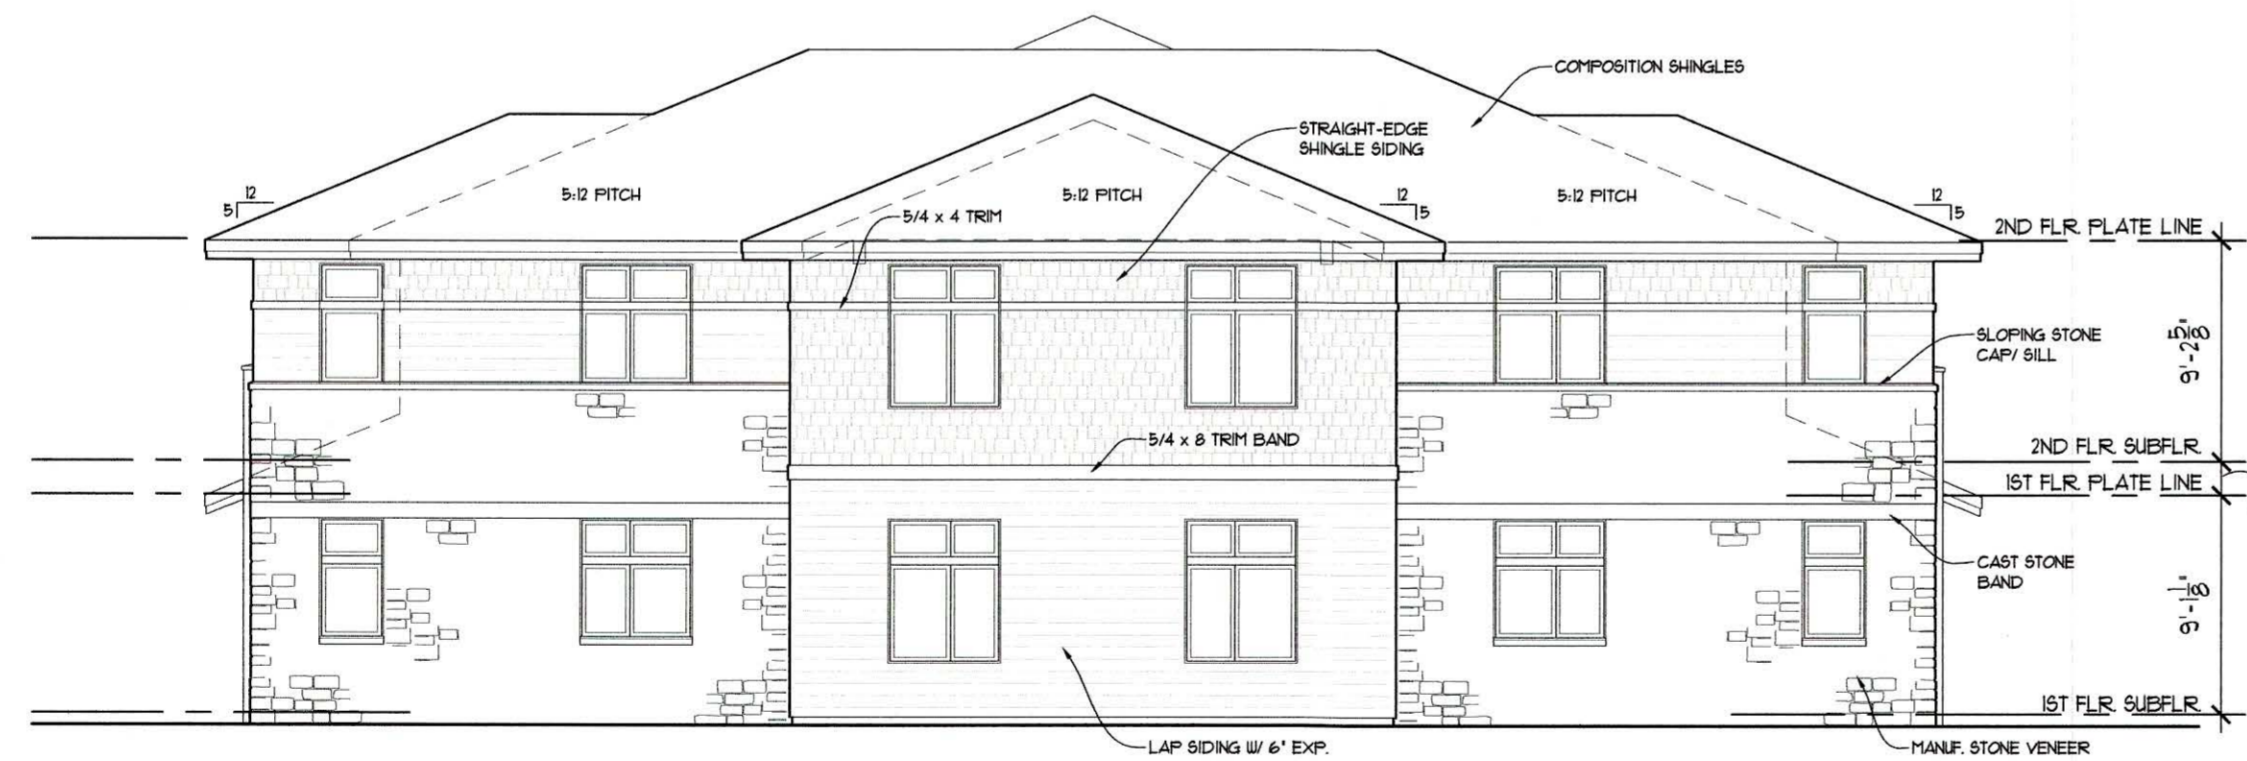 COMPOSITION SHINGLES
STRAIGHT-EDGE
SHINGLE SIDING
12
5
5:12 PITCH
5:12 PITCH
12
5
5:12 PITCH
12
5
5/4 x 4 TRIM
2ND FLR. PLATE LINE
SLOPING STONE
CAP/ SILL
9'-2 5/8"
5/4 x 8 TRIM BAND
2ND FLR. SUBFLR.
1ST FLR. PLATE LINE
CAST STONE
BAND
9'-1 1/8"
1ST FLR. SUBFLR.
LAP SIDING W/ 6" EXP.
MANUF. STONE VENEER